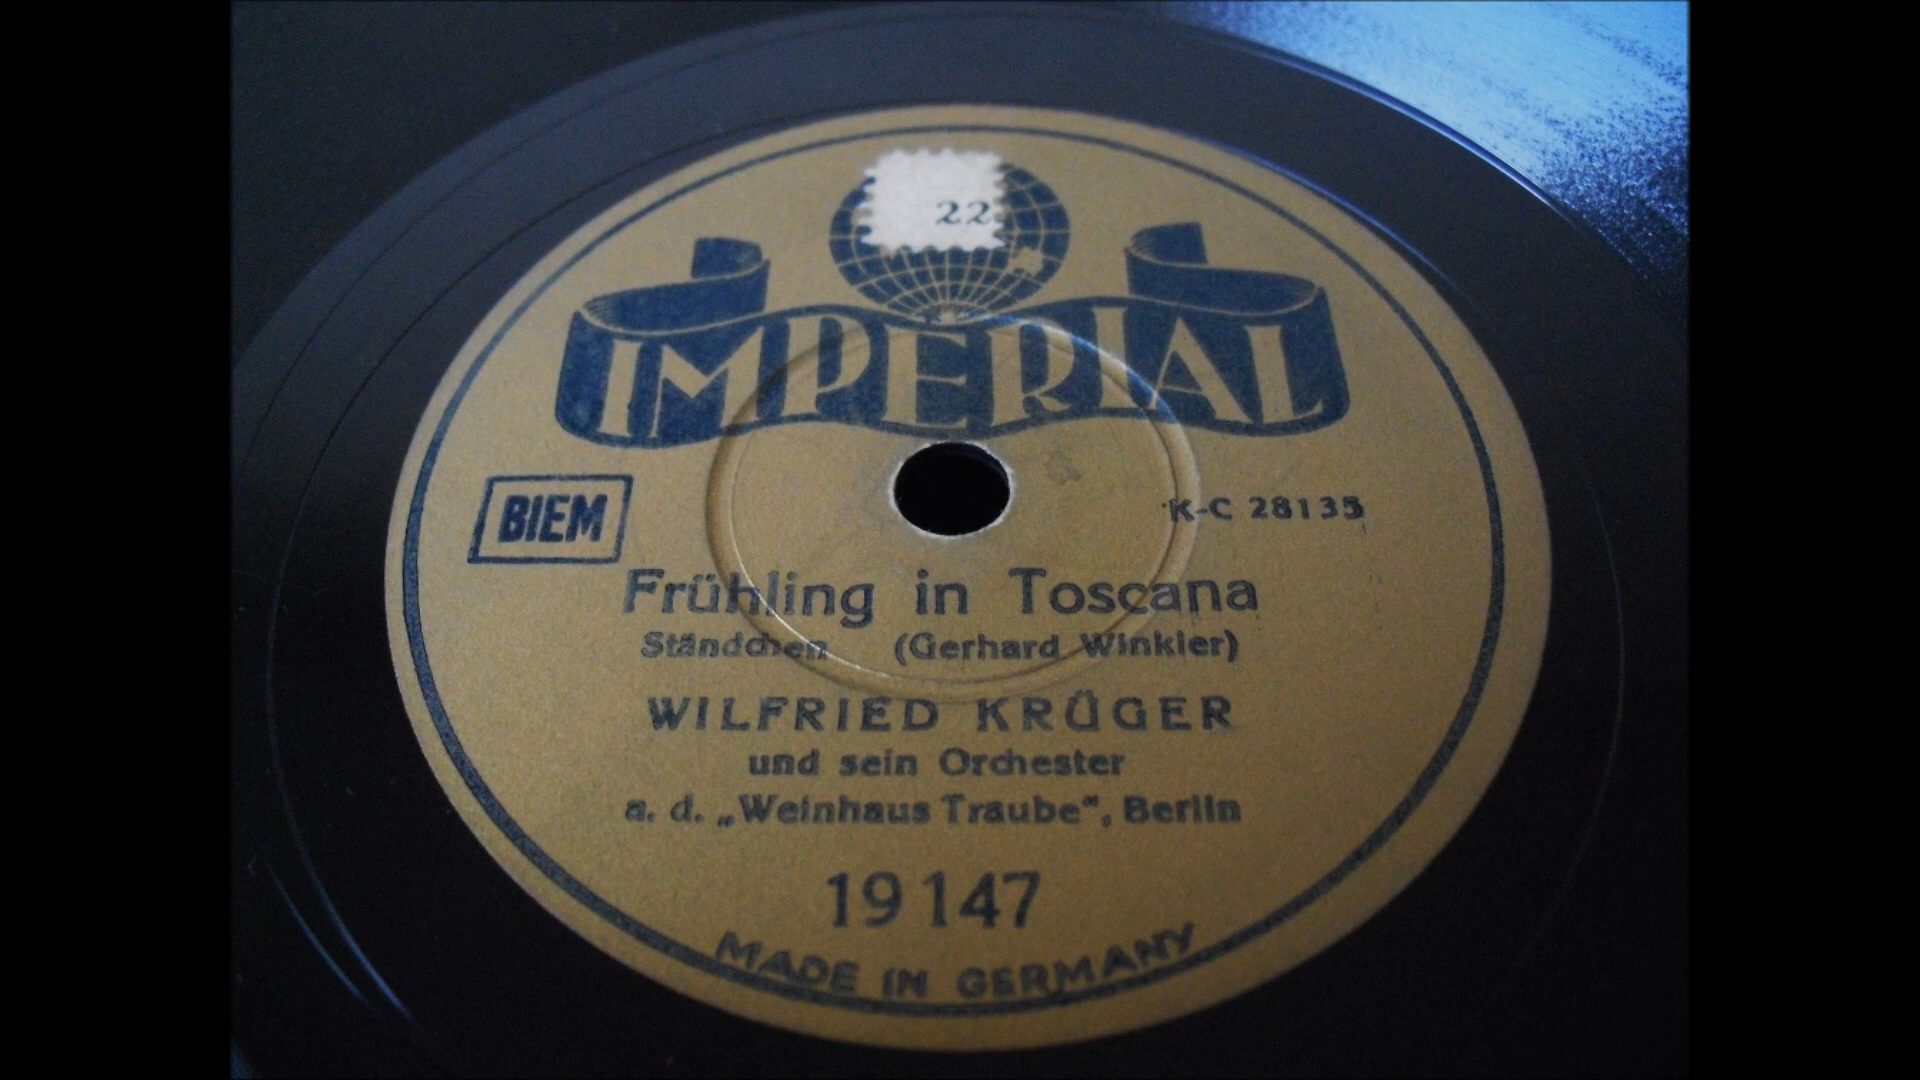 22
IMPERIAL
BIEM
K-C 28135
Frühling in Toscana
Ständchen (Gerhard Winkler)
WILFRIED KRÜGER
und sein Orchester
a. d. „Weinhaus Traube“, Berlin
19147
MADE IN GERMANY